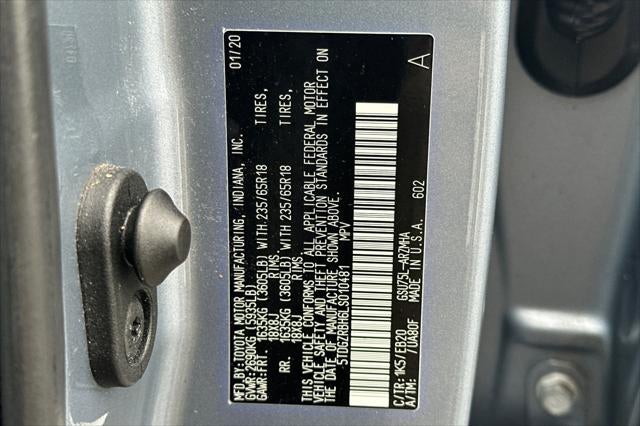 MFD.BY: TOYOTA MOTOR MANUFACTURING, INDIANA, INC. 01/20
GVWR: 2690KG (5935LB)
GAWR: FRT. 1635KG (3605LB) WITH 235/65R18 TIRES,
18X8J RIMS.
RR. 1635KG (3605LB) WITH 235/65R18 TIRES,
18X8J RIMS.
THIS VEHICLE CONFORMS TO ALL APPLICABLE FEDERAL MOTOR
VEHICLE SAFETY AND THEFT PREVENTION STANDARDS IN EFFECT ON
THE DATE OF MANUFACTURE SHOWN ABOVE.
5TDGZRBH6LS010481 MPV
C/TR: 1K5/EB20 GSU75L-ARZMHA 602
A/TM: /UA80F MADE IN U.S.A. A